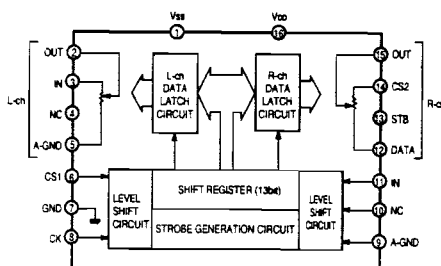 Vss
VDD
1
16
OUT
2
IN
3
NC
4
A-GND
5
L-ch
CS1
6
GND
7
CK
8
L-ch
DATA
LATCH
CIRCUIT
R-ch
DATA
LATCH
CIRCUIT
OUT
15
CS2
14
STB
13
DATA
12
R-c
IN
11
NC
10
A-GND
9
LEVEL
SHIFT
CIRCUIT
SHIFT REGISTER (13bit)
STROBE GENERATION CIRCUIT
LEVEL
SHIFT
CIRCUIT